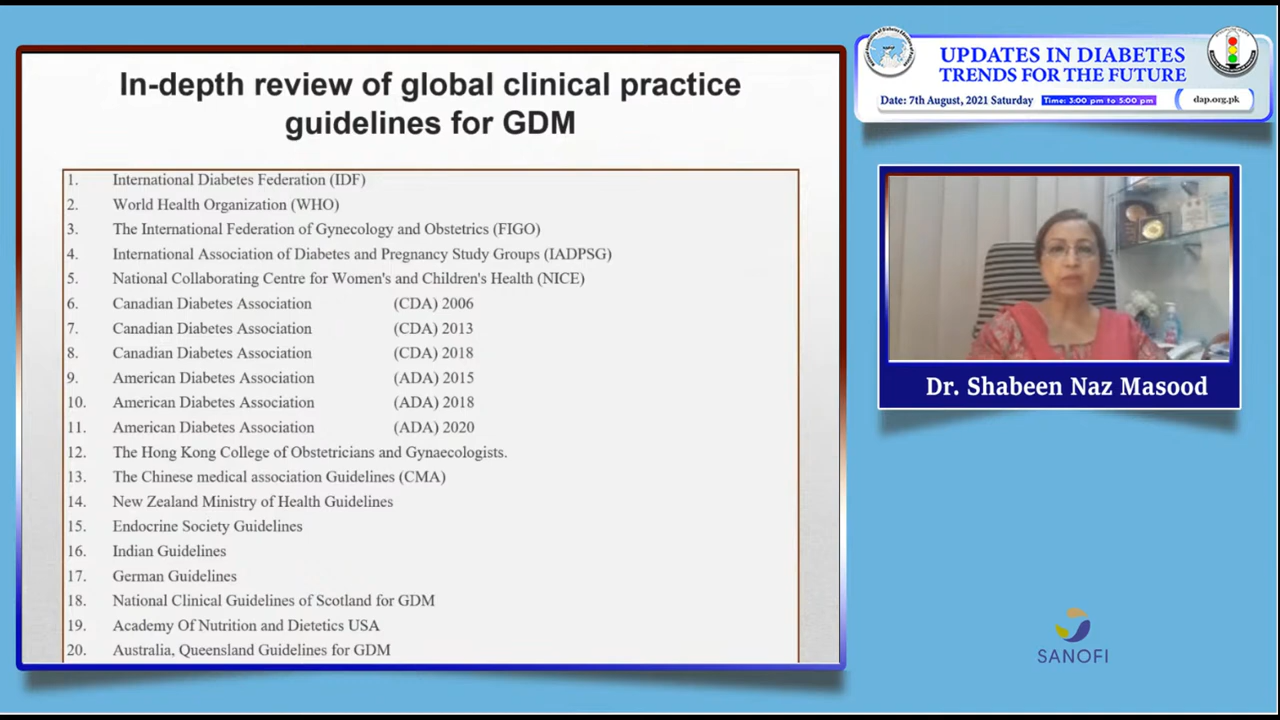 In-depth review of global clinical practice
guidelines for GDM
1. International Diabetes Federation (IDF)
2. World Health Organization (WHO)
3. The International Federation of Gynecology and Obstetrics (FIGO)
4. International Association of Diabetes and Pregnancy Study Groups (IADPSG)
5. National Collaborating Centre for Women's and Children's Health (NICE)
6. Canadian Diabetes Association (CDA) 2006
7. Canadian Diabetes Association (CDA) 2013
8. Canadian Diabetes Association (CDA) 2018
9. American Diabetes Association (ADA) 2015
10. American Diabetes Association (ADA) 2018
11. American Diabetes Association (ADA) 2020
12. The Hong Kong College of Obstetricians and Gynaecologists.
13. The Chinese medical association Guidelines (CMA)
14. New Zealand Ministry of Health Guidelines
15. Endocrine Society Guidelines
16. Indian Guidelines
17. German Guidelines
18. National Clinical Guidelines of Scotland for GDM
19. Academy Of Nutrition and Dietetics USA
20. Australia, Queensland Guidelines for GDM
UPDATES IN DIABETES
TRENDS FOR THE FUTURE
Date: 7th August, 2021 Saturday Time: 3:00 pm to 5:00 pm dap.org.pk
Dr. Shabeen Naz Masood
SANOFI